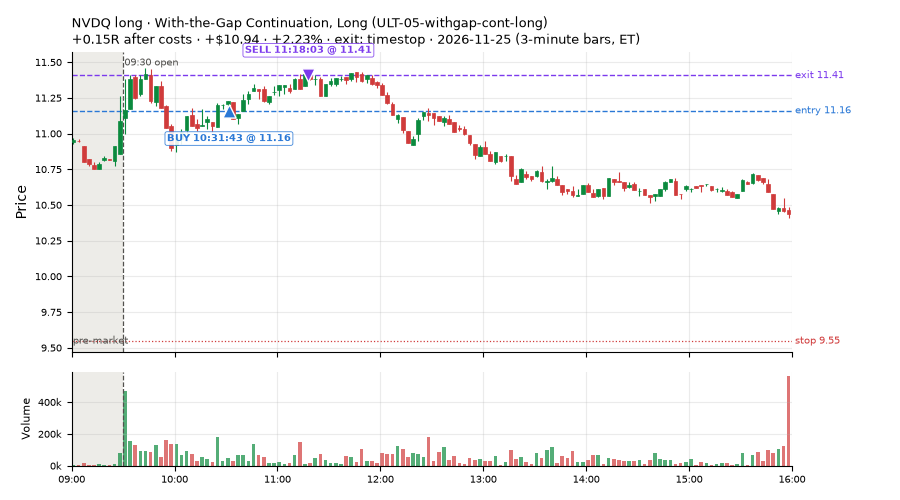 NVDQ long · With-the-Gap Continuation, Long (ULT-05-withgap-cont-long)
+0.15R after costs · +$10.94 · +2.23% · exit: timestop · 2026-11-25 (3-minute bars, ET)
SELL 11:18:03 @ 11.41
09:30 open
11.50
exit 11.41
11.25
entry 11.16
BUY 10:31:43 @ 11.16
11.00
10.75
Price
10.50
10.25
10.00
9.75
pre-market
stop 9.55
9.50
Volume
400k
200k
0k
09:00 10:00 11:00 12:00 13:00 14:00 15:00 16:00